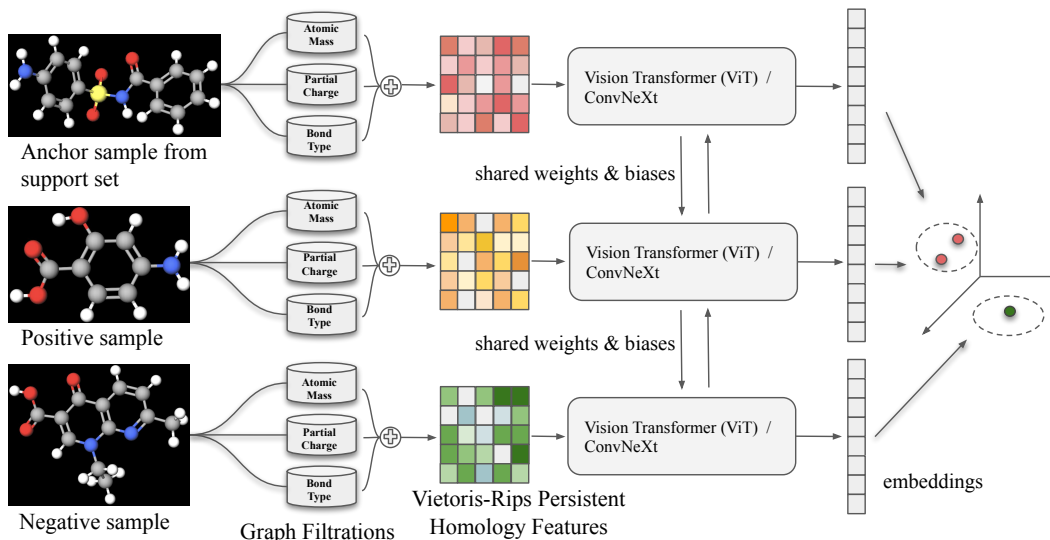 Atomic
Mass
Partial
Charge
Bond
Type
Vision Transformer (ViT) /
ConvNeXt
Anchor sample from
support set
shared weights & biases
Atomic
Mass
Partial
Charge
Bond
Type
Vision Transformer (ViT) /
ConvNeXt
Positive sample
shared weights & biases
Atomic
Mass
Partial
Charge
Bond
Type
Vision Transformer (ViT) /
ConvNeXt
Negative sample
Graph Filtrations
Vietoris-Rips Persistent
Homology Features
embeddings